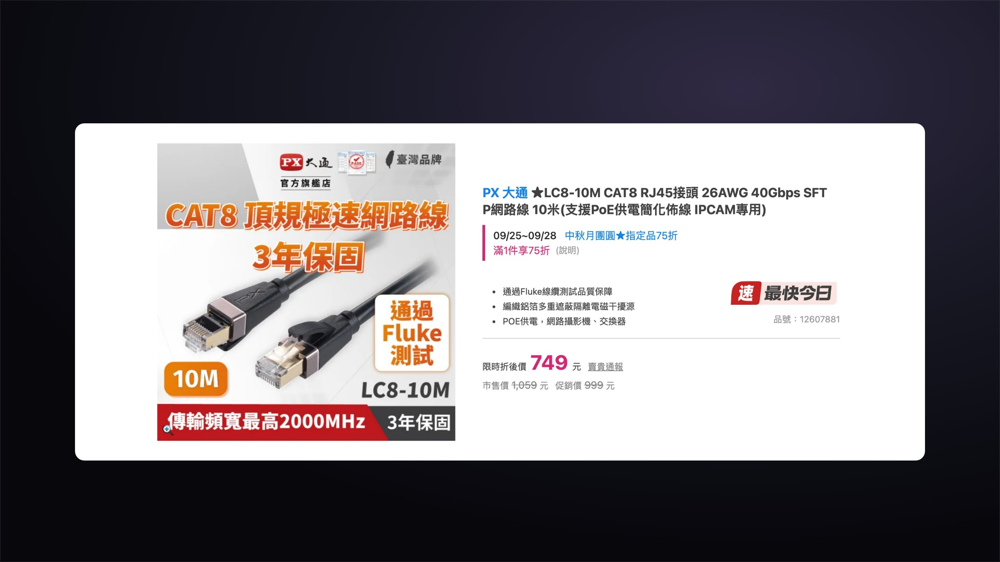 PX大通
官方旗艦店
PASS
臺灣品牌
CAT8 頂規極速網路線
3年保固
PX
通過
Fluke
測試
10M
LC8-10M
傳輸頻寬最高2000MHz
3年保固
PX 大通 ★LC8-10M CAT8 RJ45接頭 26AWG 40Gbps SFT
P網路線 10米(支援PoE供電簡化佈線 IPCAM專用)
09/25~09/28 中秋月團圓★指定品75折
滿1件享75折 (說明)
• 通過Fluke線纜測試品質保障
• 編織鋁箔多重遮蔽隔離電磁干擾源
• POE供電，網路攝影機、交換器
速 最快今日
品號：12607881
限時折後價 749 元 賣貴通報
市售價 1,059 元 促銷價 999 元